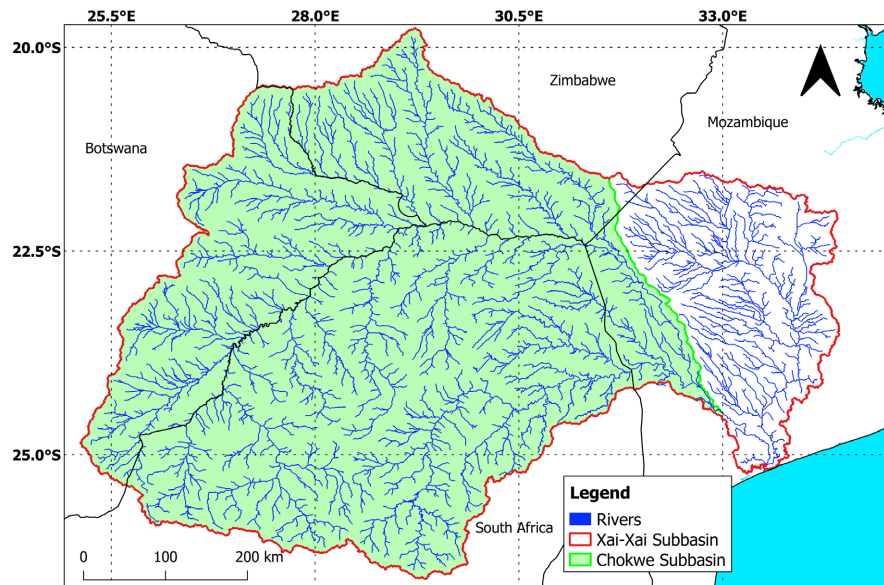 25.5°E 28.0°E 30.5°E 33.0°E
20.0°S
Zimbabwe
Mozambique
Botswana
22.5°S
25.0°S
South Africa
Legend
Rivers
Xai-Xai Subbasin
Chokwe Subbasin
0 100 200 km